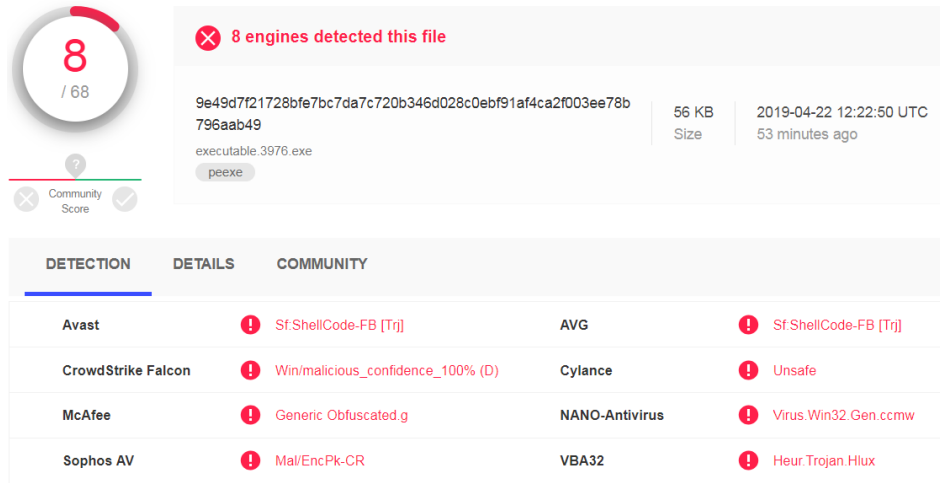 8
/ 68
?
Community
Score
8 engines detected this file
9e49d7f21728bfe7bc7da7c720b346d028c0ebf91af4ca2f003ee78b
796aab49
executable.3976.exe
peexe
56 KB
Size
2019-04-22 12:22:50 UTC
53 minutes ago
DETECTION DETAILS COMMUNITY
Avast Sf:ShellCode-FB [Trj] AVG Sf:ShellCode-FB [Trj]
CrowdStrike Falcon Win/malicious_confidence_100% (D) Cylance Unsafe
McAfee Generic Obfuscated.g NANO-Antivirus Virus.Win32.Gen.ccmw
Sophos AV Mal/EncPk-CR VBA32 Heur.Trojan.Hlux